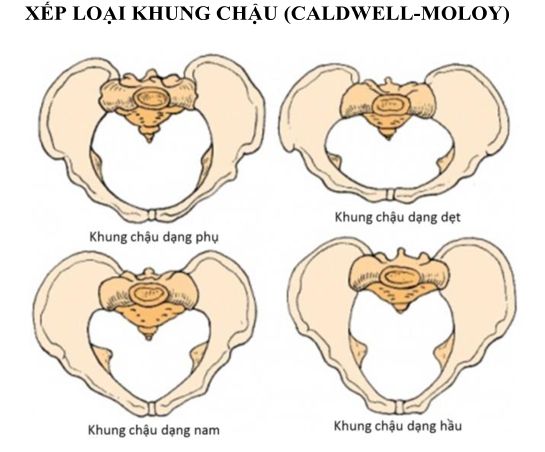 XẾP LOẠI KHUNG CHẬU (CALDWELL-MOLOY)
Khung chậu dạng phụ
Khung chậu dạng dẹt
Khung chậu dạng nam
Khung chậu dạng hầu